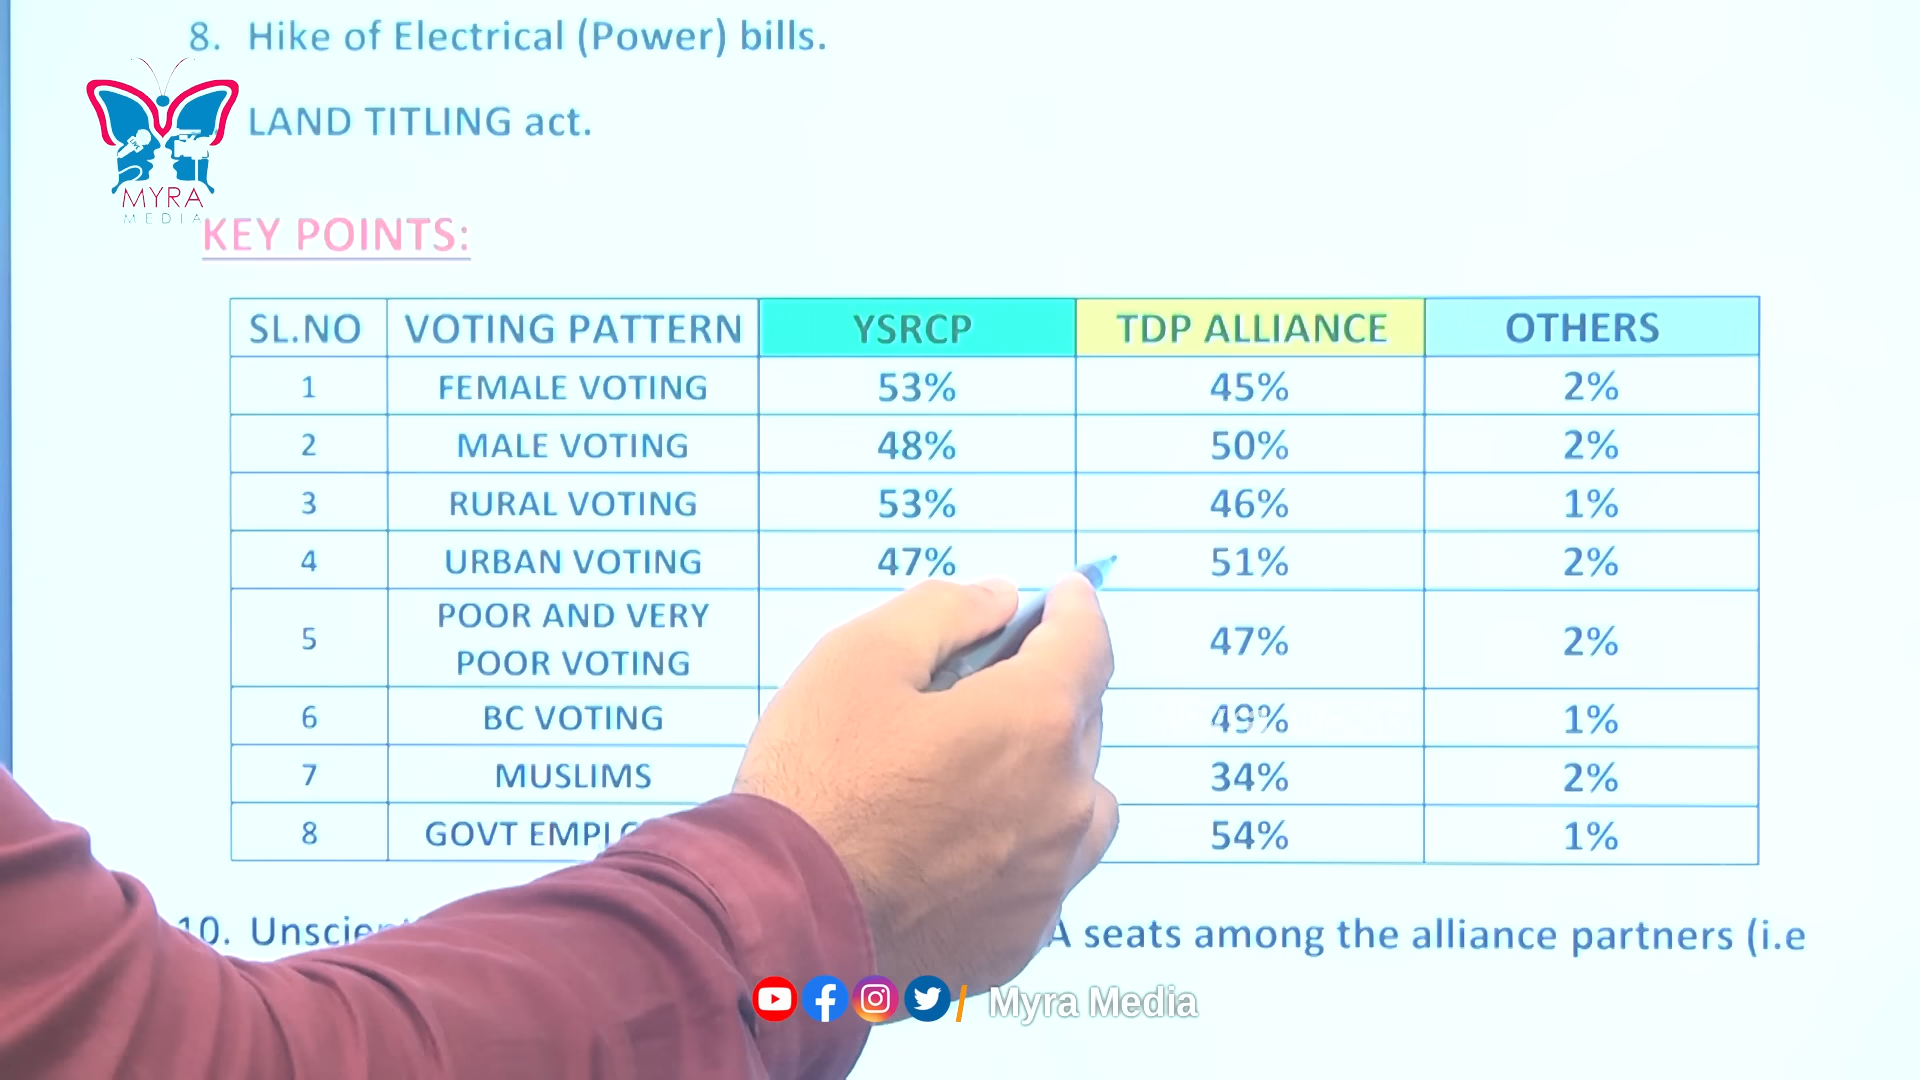 8. Hike of Electrical (Power) bills.
LAND TITLING act.
MYRA
MEDIA
KEY POINTS:
SL.NO VOTING PATTERN YSRCP TDP ALLIANCE OTHERS
1 FEMALE VOTING 53% 45% 2%
2 MALE VOTING 48% 50% 2%
3 RURAL VOTING 53% 46% 1%
4 URBAN VOTING 47% 51% 2%
5 POOR AND VERY POOR VOTING 47% 2%
6 BC VOTING 49% 1%
7 MUSLIMS 34% 2%
8 GOVT 54% 1%
10. seats among the alliance partners (i.e
Myra Media